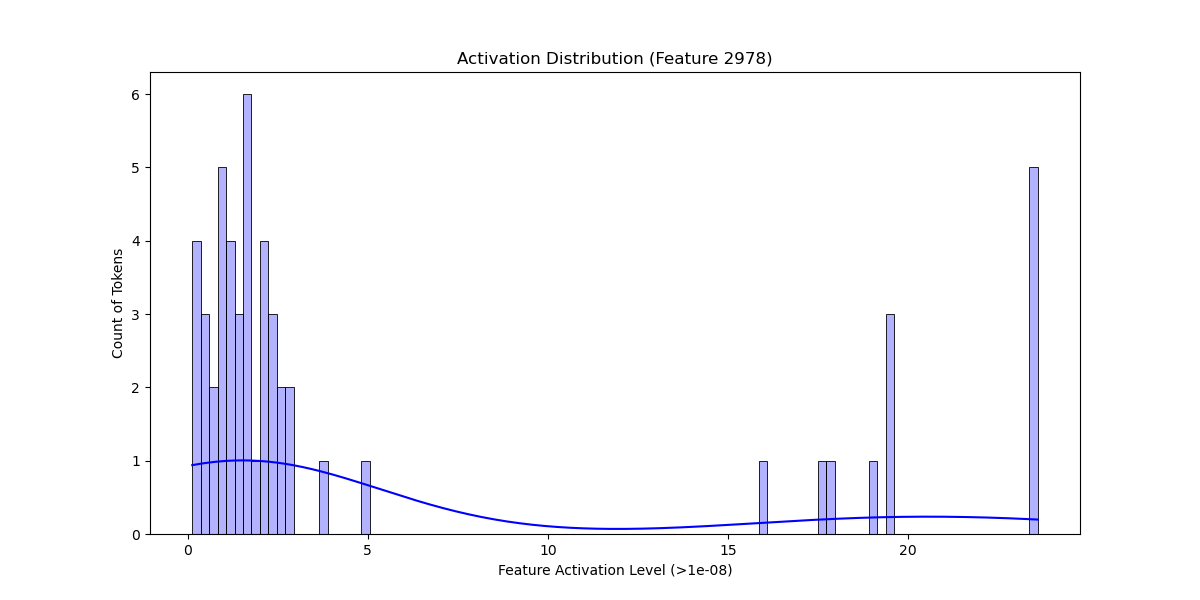 Activation Distribution (Feature 2978)
6
5
4
3
2
1
0
Count of Tokens
0 5 10 15 20
Feature Activation Level (>1e-08)